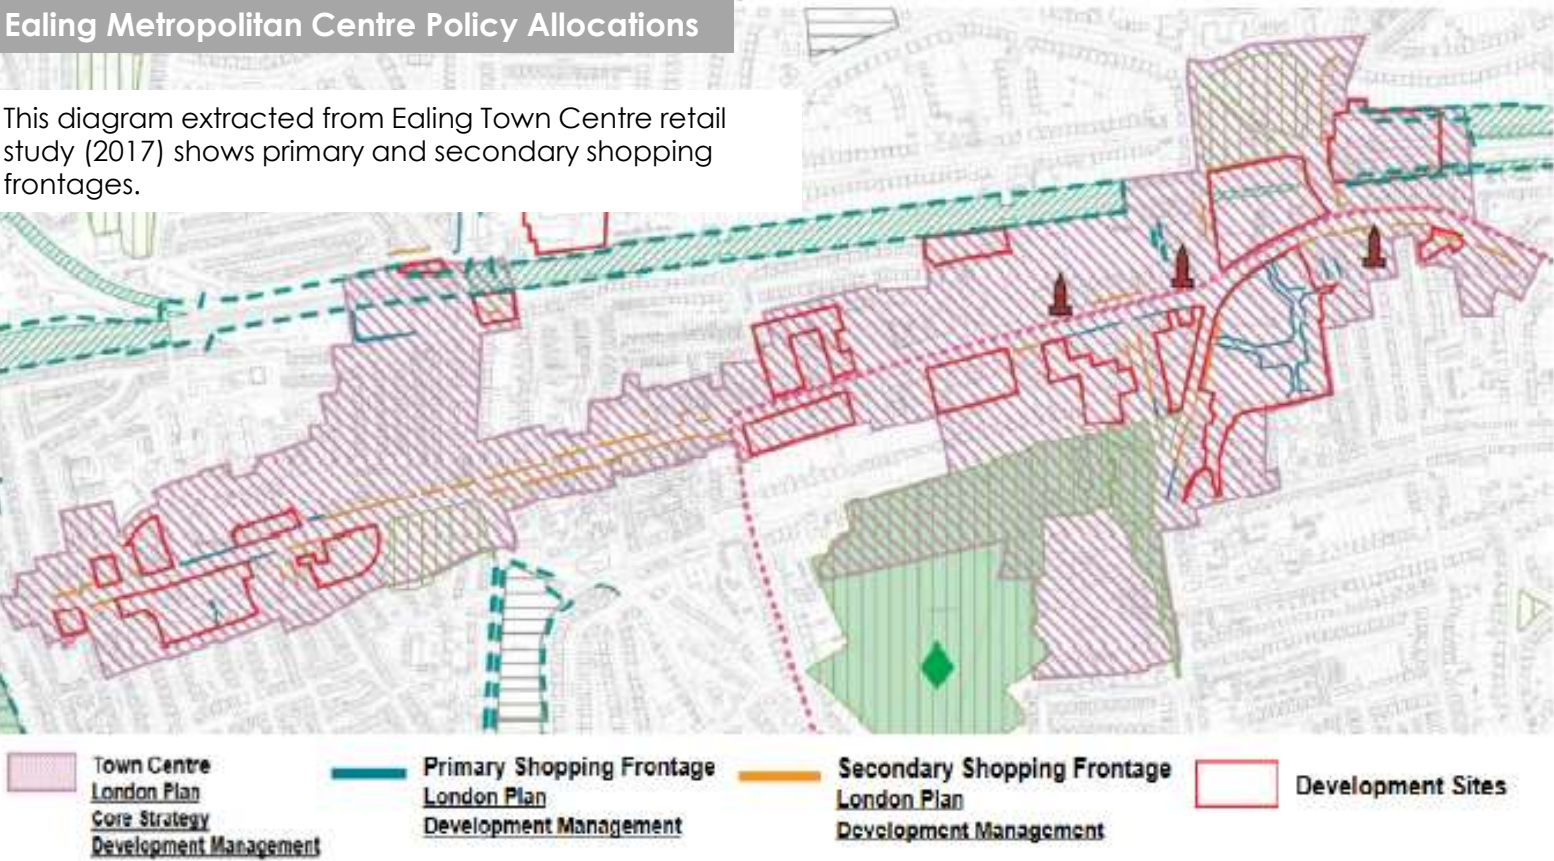 Ealing Metropolitan Centre Policy Allocations
This diagram extracted from Ealing Town Centre retail
study (2017) shows primary and secondary shopping
frontages.
Town Centre
London Plan
Core Strategy
Development Management
Primary Shopping Frontage
London Plan
Development Management
Secondary Shopping Frontage
London Plan
Development Management
Development Sites